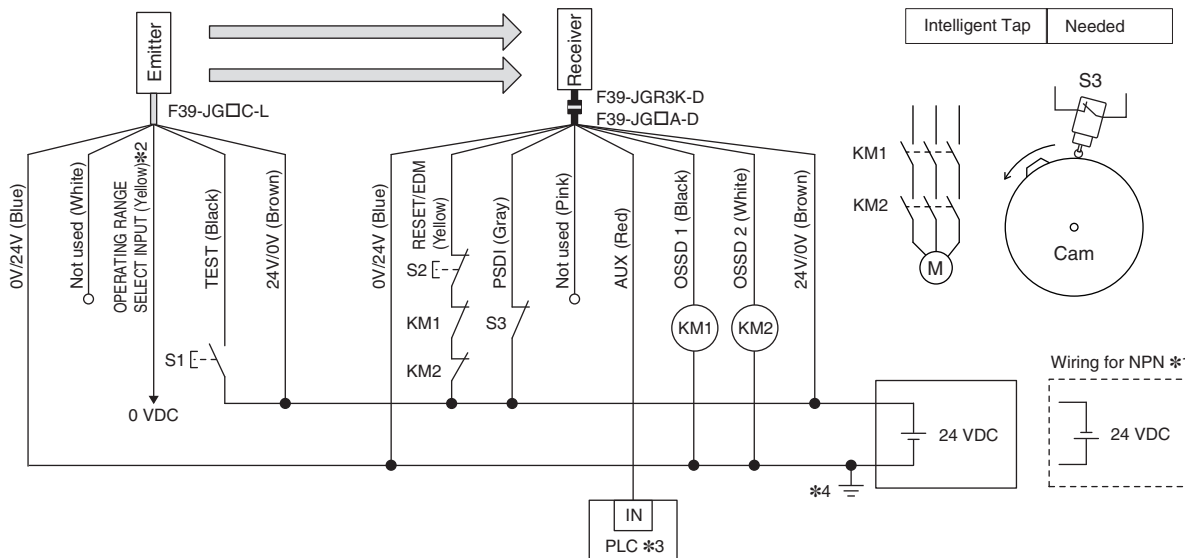 Emitter
Receiver
Intelligent Tap Needed
F39-JG□C-L
F39-JGR3K-D
F39-JG□A-D
S3
KM1
KM2
M
Cam
0V/24V (Blue)
Not used (White)
OPERATING RANGE
SELECT INPUT (Yellow)*2
TEST (Black)
24V/0V (Brown)
0V/24V (Blue)
RESET/EDM
(Yellow)
PSDI (Gray)
Not used (Pink)
AUX (Red)
OSSD 1 (Black)
OSSD 2 (White)
24V/0V (Brown)
S2
KM1
KM2
S3
KM1
KM2
S1
0 VDC
24 VDC
Wiring for NPN *
24 VDC
*4
IN
PLC *3